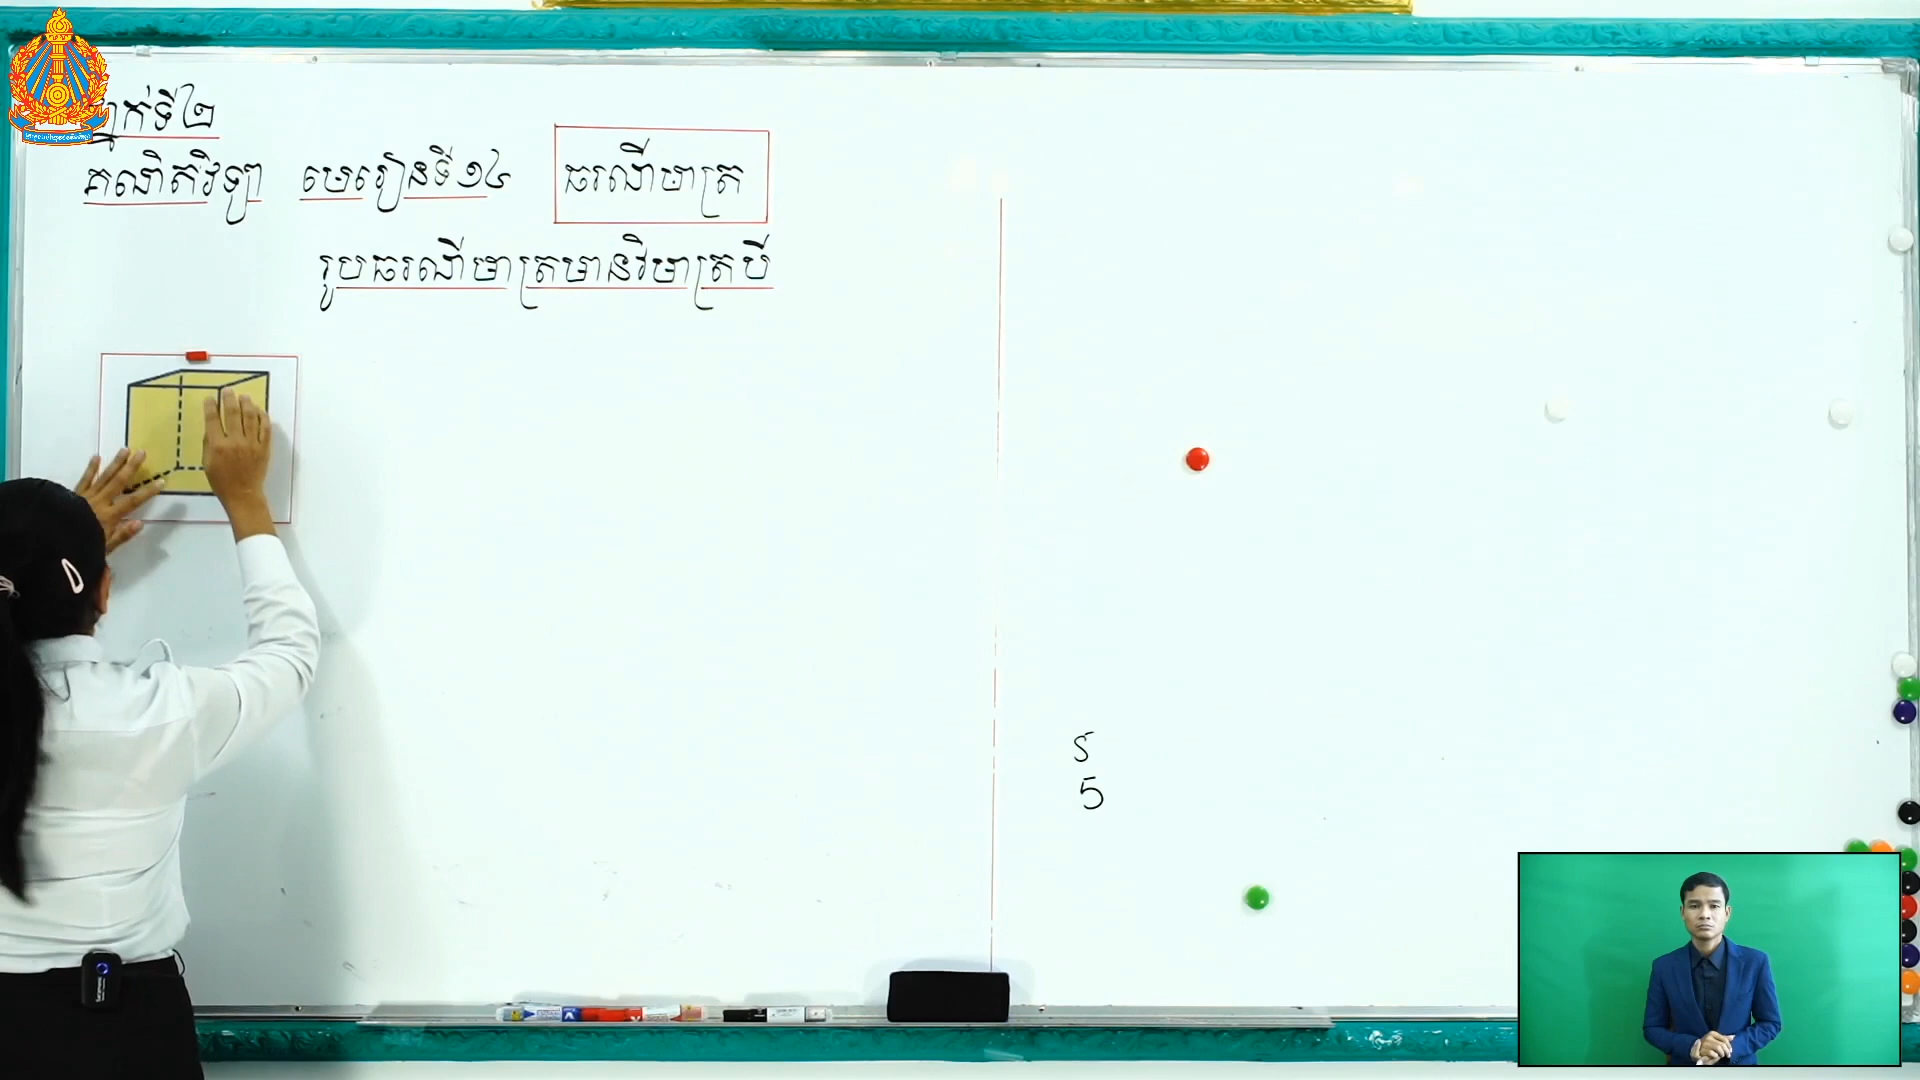 ថ្នាក់ទី២
គណិតវិទ្យា មេរៀនទី១៤ ធរណីមាត្រ
រូបធរណីមាត្រមានវិមាត្របី
5
5